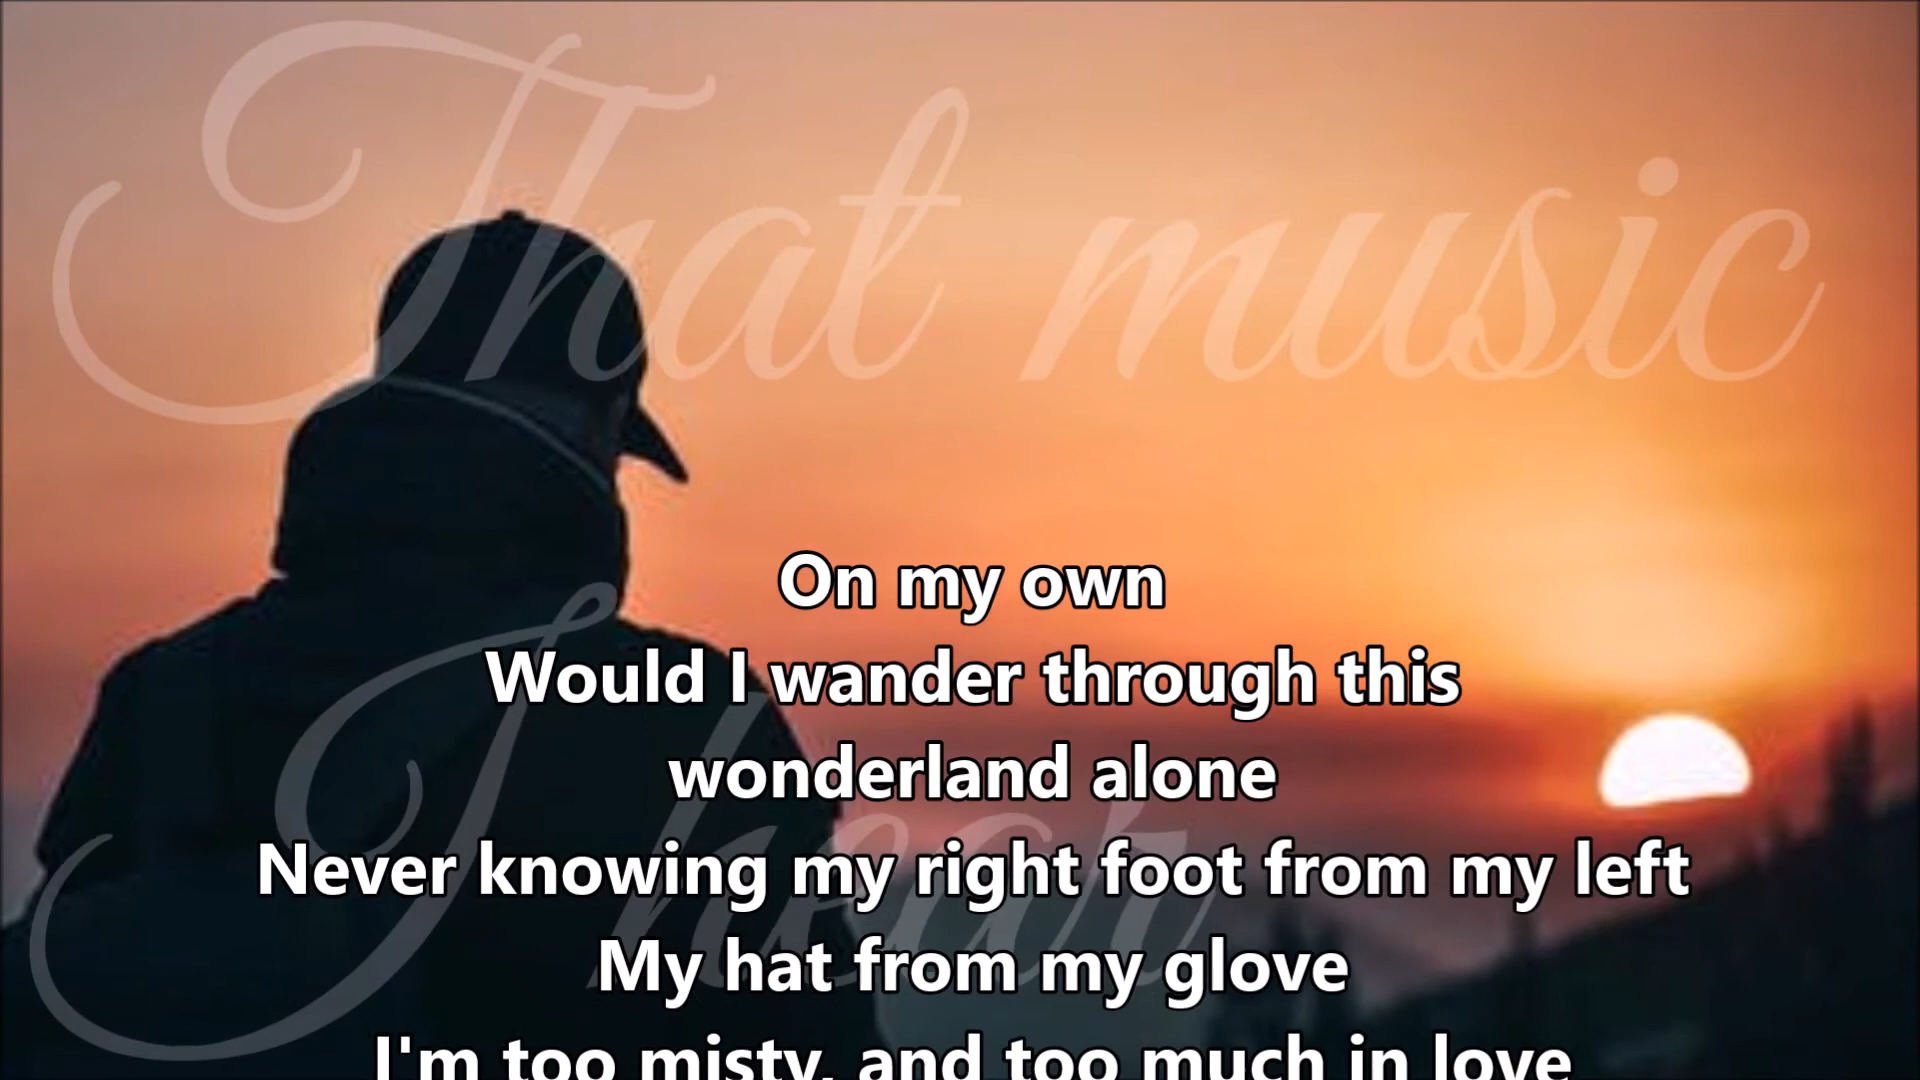 That music
On my own
Would I wander through this
wonderland alone
I hear
Never knowing my right foot from my left
My hat from my glove
I'm too misty, and too much in love